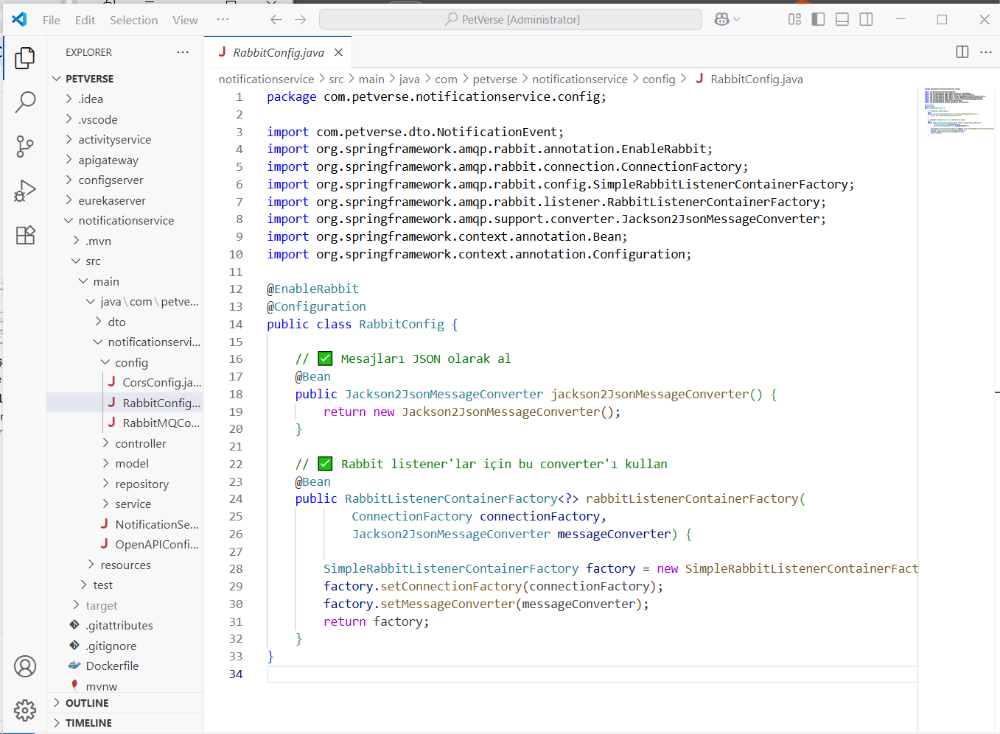 File Edit Selection View ··· PetVerse [Administrator]
EXPLORER ···
PETVERSE
.idea
.vscode
activityservice
apigateway
configserver
eurekaserver
notificationservice
.mvn
src
main
java\com\petve...
dto
notificationservi...
config
CorsConfig.ja...
RabbitConfig...
RabbitMQCo...
controller
model
repository
service
NotificationSe...
OpenAPIConfi...
resources
test
target
.gitattributes
.gitignore
Dockerfile
mvnw
OUTLINE
TIMELINE
J RabbitConfig.java
notificationservice > src > main > java > com > petverse > notificationservice > config > J RabbitConfig.java
1 package com.petverse.notificationservice.config;
2
3 import com.petverse.dto.NotificationEvent;
4 import org.springframework.amqp.rabbit.annotation.EnableRabbit;
5 import org.springframework.amqp.rabbit.connection.ConnectionFactory;
6 import org.springframework.amqp.rabbit.config.SimpleRabbitListenerContainerFactory;
7 import org.springframework.amqp.rabbit.listener.RabbitListenerContainerFactory;
8 import org.springframework.amqp.support.converter.Jackson2JsonMessageConverter;
9 import org.springframework.context.annotation.Bean;
10 import org.springframework.context.annotation.Configuration;
11
12 @EnableRabbit
13 @Configuration
14 public class RabbitConfig {
15
16 // ✅ Mesajları JSON olarak al
17 @Bean
18 public Jackson2JsonMessageConverter jackson2JsonMessageConverter() {
19 return new Jackson2JsonMessageConverter();
20 }
21
22 // ✅ Rabbit listener'lar için bu converter'ı kullan
23 @Bean
24 public RabbitListenerContainerFactory<?> rabbitListenerContainerFactory(
25 ConnectionFactory connectionFactory,
26 Jackson2JsonMessageConverter messageConverter) {
27
28 SimpleRabbitListenerContainerFactory factory = new SimpleRabbitListenerContainerFact
29 factory.setConnectionFactory(connectionFactory);
30 factory.setMessageConverter(messageConverter);
31 return factory;
32 }
33 }
34